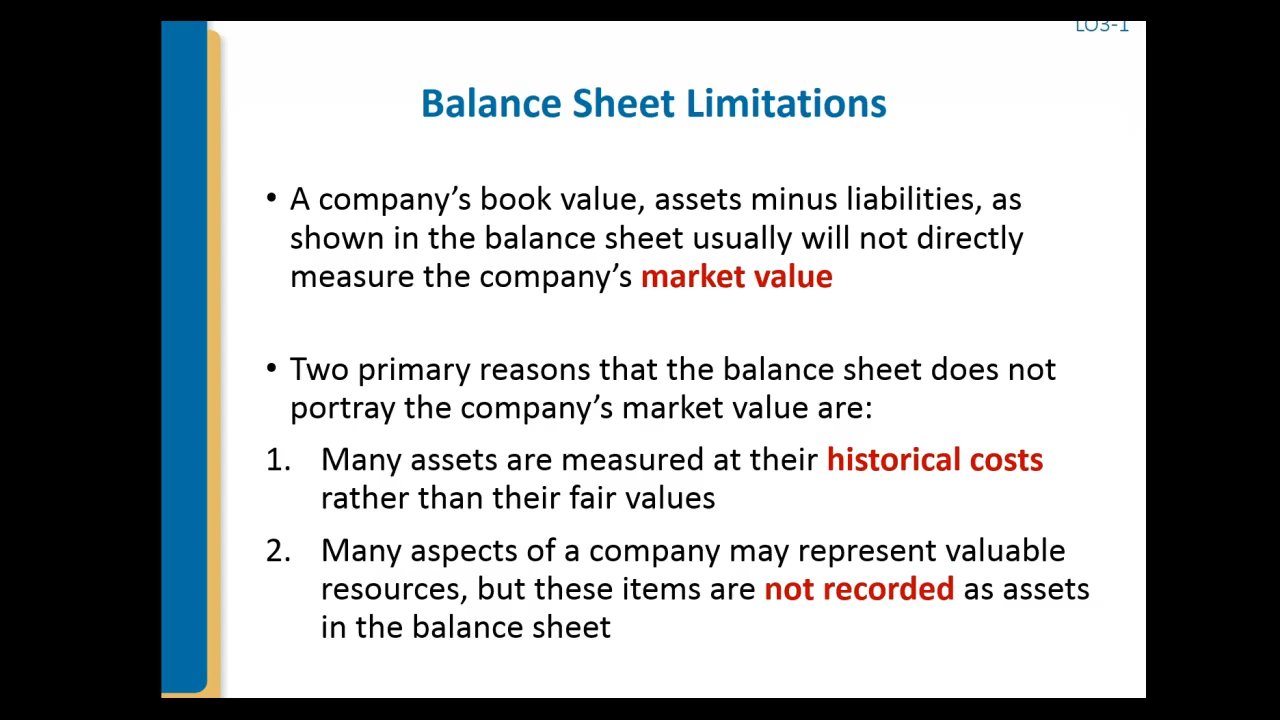 LO3-1
Balance Sheet Limitations
• A company’s book value, assets minus liabilities, as
shown in the balance sheet usually will not directly
measure the company’s market value
• Two primary reasons that the balance sheet does not
portray the company’s market value are:
1. Many assets are measured at their historical costs
rather than their fair values
2. Many aspects of a company may represent valuable
resources, but these items are not recorded as assets
in the balance sheet